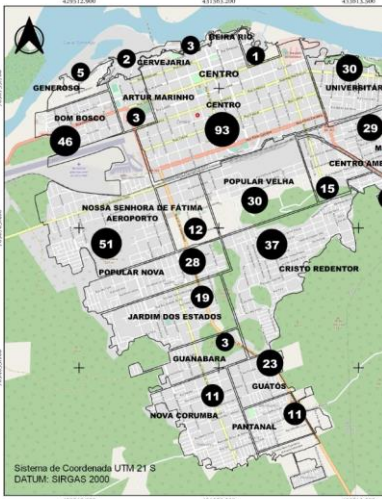 BEIRA RIO
3
2
1
CERVEJARIA
5
CENTRO
30
GENEROSO
ARTUR MARINHO
UNIVERSITÁR
CENTRO
DOM BOSCO
3
93
29
46
M
CENTRO AME
POPULAR VELHA
15
30
NOSSA SENHORA DE FÁTIMA
AEROPORTO
12
51
37
28
POPULAR NOVA
CRISTO REDENTOR
19
JARDIM DOS ESTADOS
3
GUANABARA
23
GUATÓS
11
NOVA CORUMBA
11
PANTANAL
Sistema de Coordenada UTM 21 S
DATUM: SIRGAS 2000